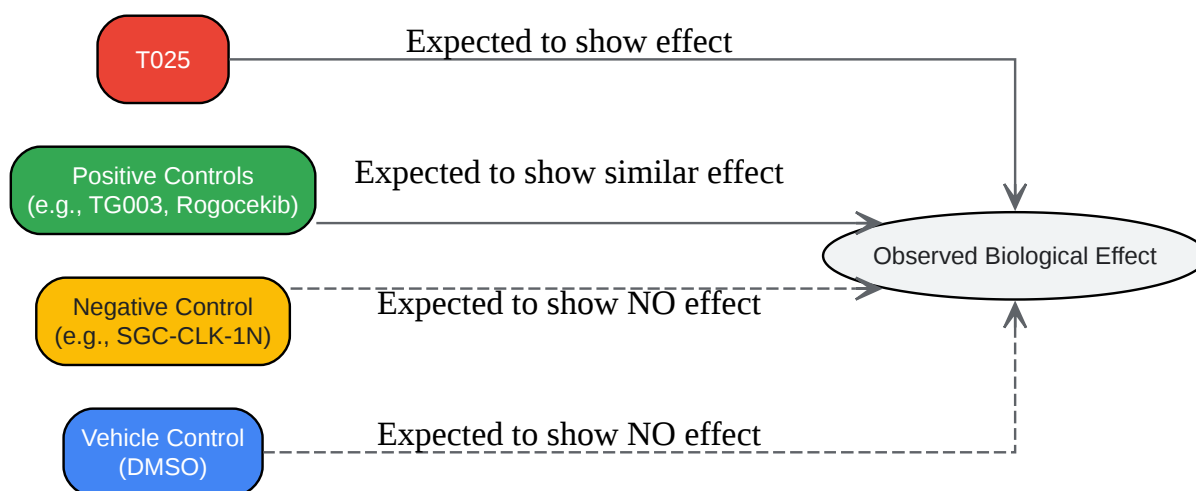 T025
Expected to show effect
Positive Controls
(e.g., TG003, Rogocekib)
Expected to show similar effect
Observed Biological Effect
Negative Control
(e.g., SGC-CLK-1N)
Expected to show NO effect
Vehicle Control
(DMSO)
Expected to show NO effect